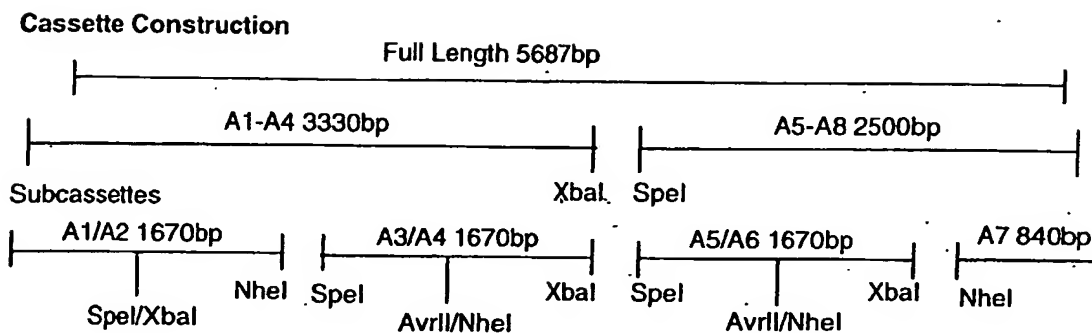 Cassette Construction
Full Length 5687bp
A1-A4 3330bp
A5-A8 2500bp
XbaI
SpeI
Subcassettes
A1/A2 1670bp
A3/A4 1670bp
A5/A6 1670bp
A7 840bp
NheI
SpeI
XbaI
SpeI
XbaI
NheI
SpeI/XbaI
AvrII/NheI
AvrII/NheI